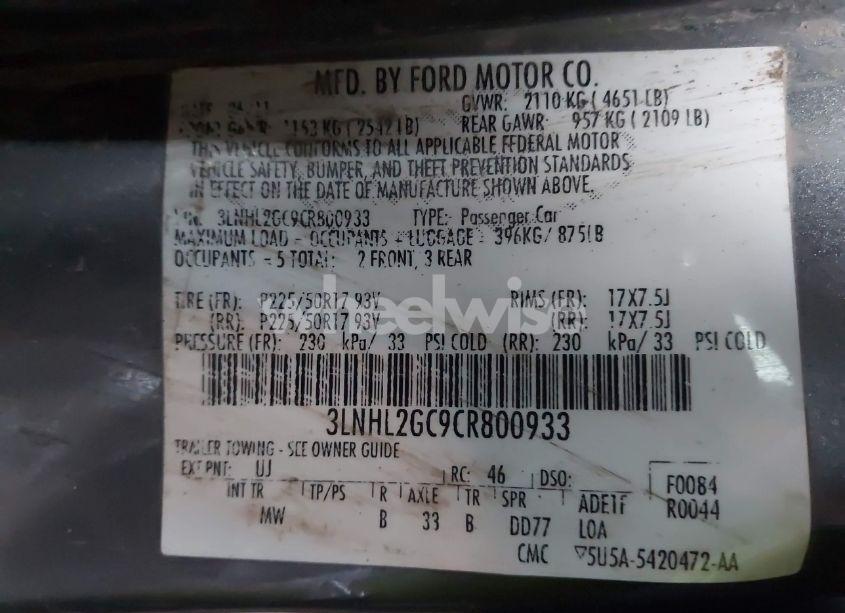 MFD. BY FORD MOTOR CO.
GVWR: 2110 KG ( 4651 LB)
1153 KG ( 2542 LB) REAR GAWR: 957 KG ( 2109 LB)
THIS VEHICLE CONFORMS TO ALL APPLICABLE FEDERAL MOTOR
VEHICLE SAFETY, BUMPER, AND THEFT PREVENTION STANDARDS
IN EFFECT ON THE DATE OF MANUFACTURE SHOWN ABOVE.
VIN: 3LNHL2GC9CR800933 TYPE: Passenger Car
MAXIMUM LOAD = OCCUPANTS + LUGGAGE = 396KG/ 875LB
OCCUPANTS = 5 TOTAL: 2 FRONT, 3 REAR
TIRE (FR): P225/50R17 93V RIMS (FR): 17X7.5J
(RR): P225/50R17 93V (RR): 17X7.5J
wheelwise
PRESSURE (FR): 230 kPa/ 33 PSI COLD (RR): 230 kPa/ 33 PSI COLD
3LNHL2GC9CR800933
TRAILER TOWING - SEE OWNER GUIDE
EXT PNT: UJ RC: 46 DSO: F0084
INT TR TP/PS R AXLE TR SPR ADE1F R0044
MW B 33 B DD77 LOA
CMC ▽5U5A-5420472-AA